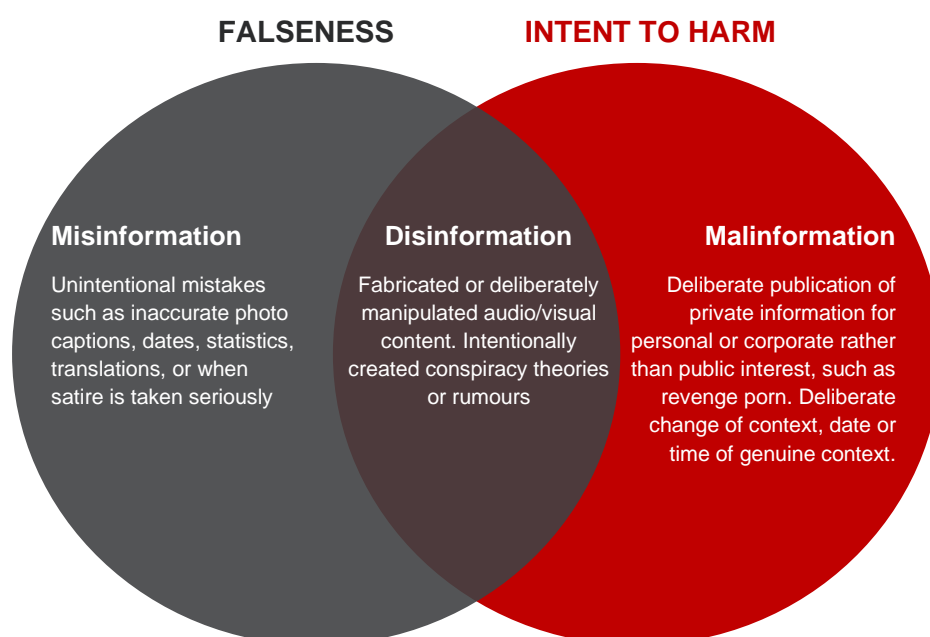 FALSENESS
INTENT TO HARM
Misinformation
Unintentional mistakes
such as inaccurate photo
captions, dates, statistics,
translations, or when
satire is taken seriously
Disinformation
Fabricated or deliberately
manipulated audio/visual
content. Intentionally
created conspiracy theories
or rumours
Malinformation
Deliberate publication of
private information for
personal or corporate rather
than public interest, such as
revenge porn. Deliberate
change of context, date or
time of genuine context.